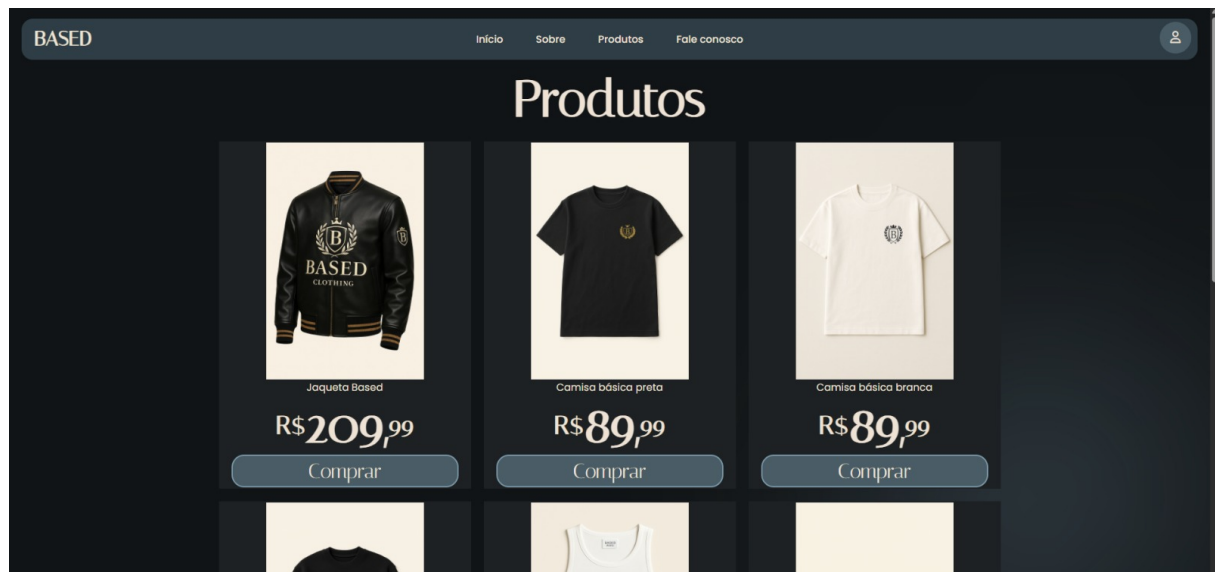 BASED
Início Sobre Produtos Fale conosco
Produtos
B
B
BASED
CLOTHING
B
B
Jaqueta Based
Camisa básica preta
Camisa básica branca
R$209,99
R$89,99
R$89,99
Comprar
Comprar
Comprar